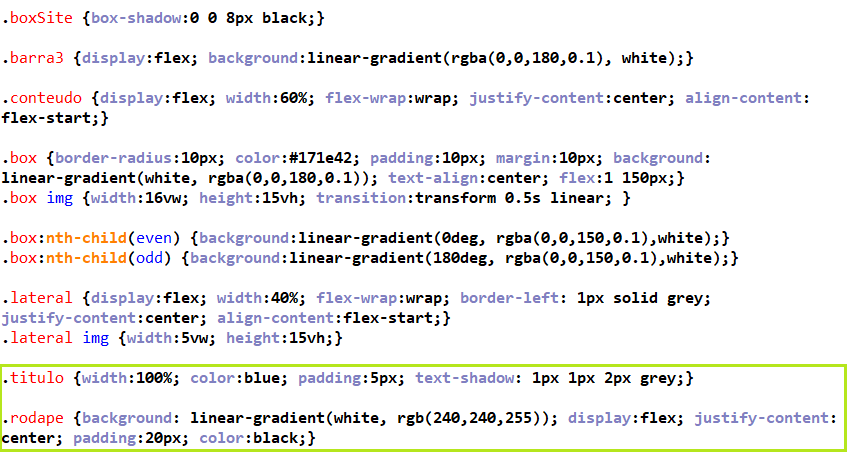 .boxSite {box-shadow:0 0 8px black;}
.barra3 {display:flex; background:linear-gradient(rgba(0,0,180,0.1), white);}
.conteudo {display:flex; width:60%; flex-wrap:wrap; justify-content:center; align-content:
flex-start;}
.box {border-radius:10px; color:#171e42; padding:10px; margin:10px; background:
linear-gradient(white, rgba(0,0,180,0.1)); text-align:center; flex:1 150px;}
.box img {width:16vw; height:15vh; transition:transform 0.5s linear; }
.box:nth-child(even) {background:linear-gradient(0deg, rgba(0,0,150,0.1),white);}
.box:nth-child(odd) {background:linear-gradient(180deg, rgba(0,0,150,0.1),white);}
.lateral {display:flex; width:40%; flex-wrap:wrap; border-left: 1px solid grey;
justify-content:center; align-content:flex-start;}
.lateral img {width:5vw; height:15vh;}
.titulo {width:100%; color:blue; padding:5px; text-shadow: 1px 1px 2px grey;}
.rodape {background: linear-gradient(white, rgb(240,240,255)); display:flex; justify-content:
center; padding:20px; color:black;}